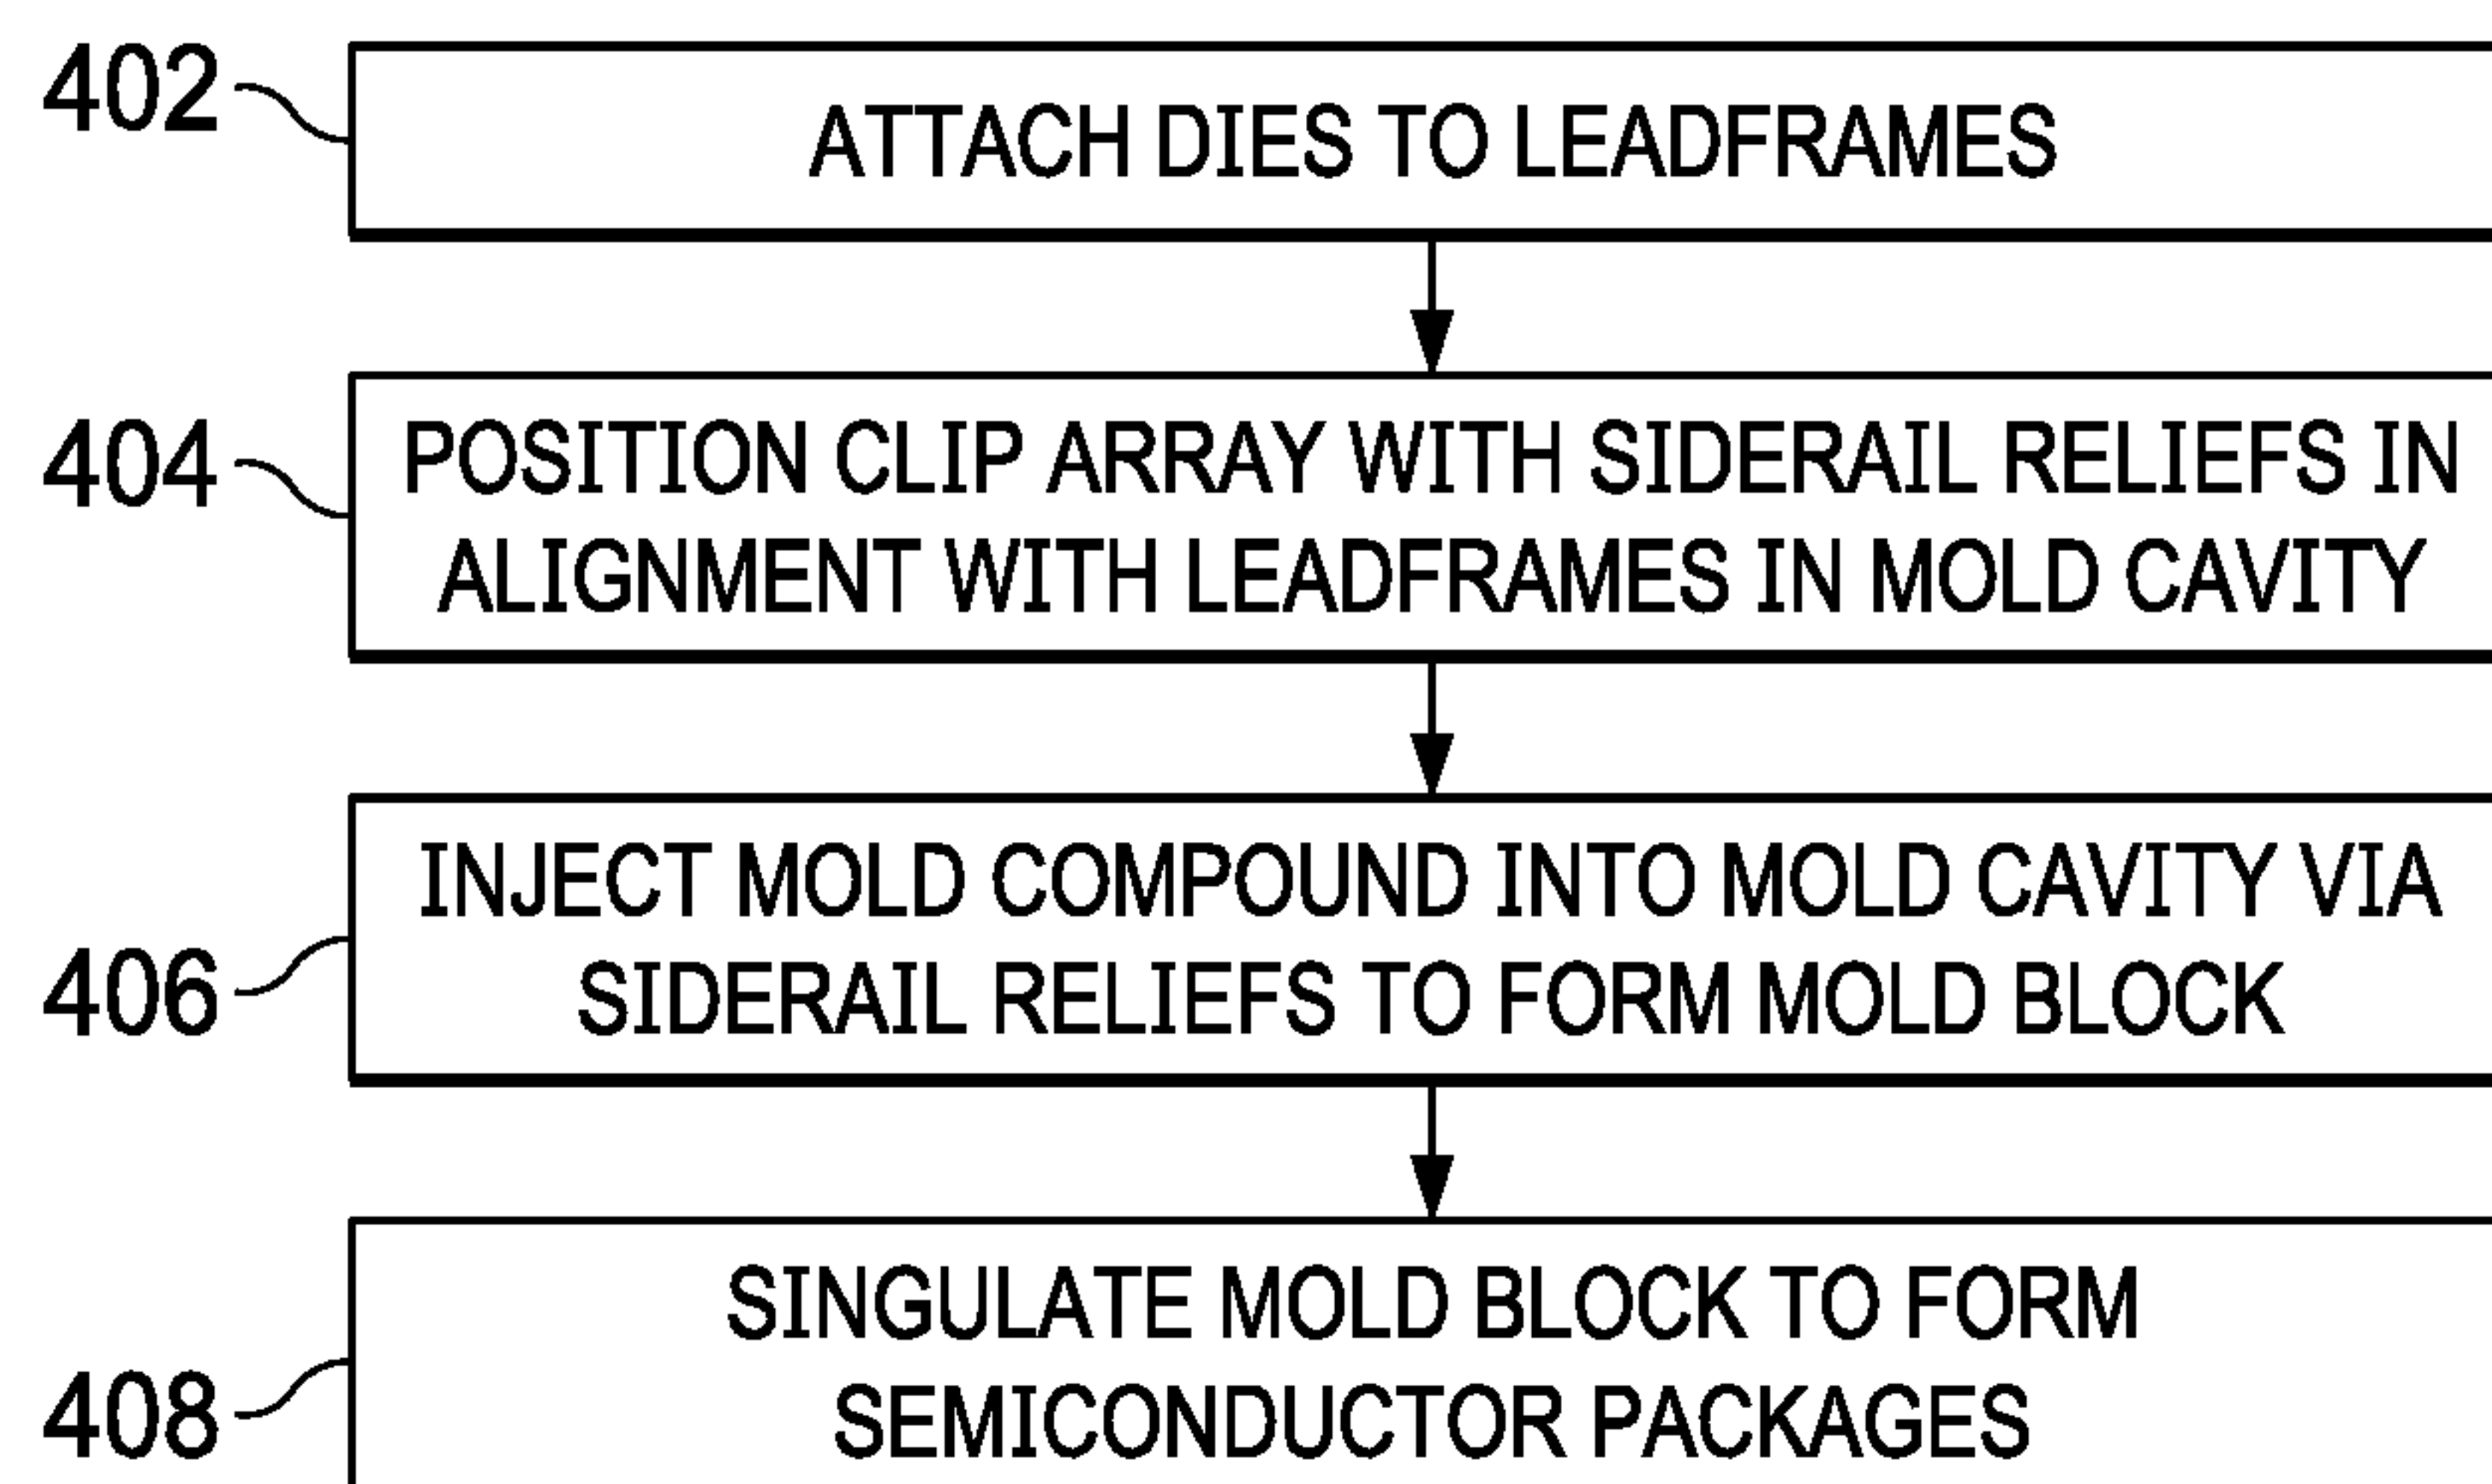 402
ATTACH DIES TO LEADFRAMES
404
POSITION CLIP ARRAY WITH SIDERAIL RELIEFS IN
ALIGNMENT WITH LEADFRAMES IN MOLD CAVITY
406
INJECT MOLD COMPOUND INTO MOLD CAVITY VIA
SIDERAIL RELIEFS TO FORM MOLD BLOCK
408
SINGULATE MOLD BLOCK TO FORM
SEMICONDUCTOR PACKAGES